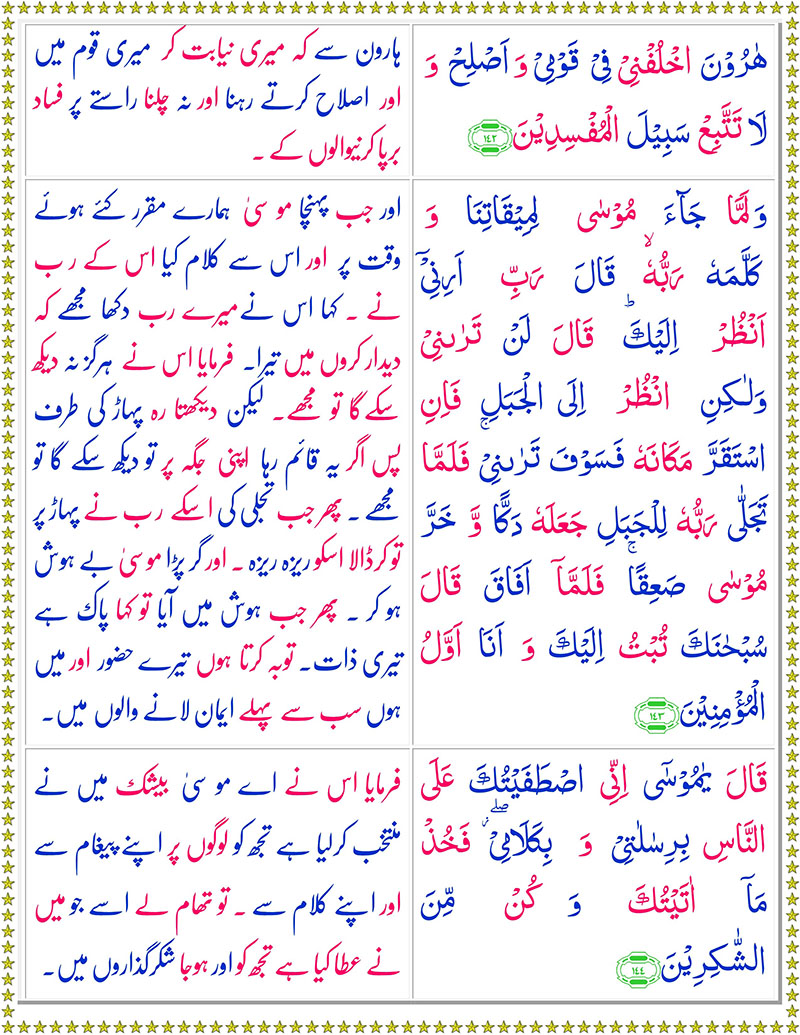 هٰرُوْنَ اخْلُفْنِیْ فِیْ قَوْمِیْ وَ اَصْلِحْ وَ
لَا تَتَّبِعْ سَبِیْلَ الْمُفْسِدِیْنَ ﴿۱۴۲﴾
ہارون سے کہ میری نیابت کر میری قوم میں
اور اصلاح کرتے رہنا اور نہ چلنا راستے پر فساد
برپا کرنیوالوں کے ۔
وَلَمَّا جَآءَ مُوْسٰی لِمِیْقَاتِنَا وَ
کَلَّمَهٗ رَبُّهٗ ۙ قَالَ رَبِّ اَرِنِیْۤ
اَنْظُرْ اِلَیْكَ ؕ قَالَ لَنْ تَرٰىنِیْ
وَلٰکِنِ انْظُرْ اِلَی الْجَبَلِ فَاِنِ
اسْتَقَرَّ مَکَانَهٗ فَسَوْفَ تَرٰىنِیْ ۚ فَلَمَّا
تَجَلّٰی رَبُّهٗ لِلْجَبَلِ جَعَلَهٗ دَکًّا وَّ خَرَّ
مُوْسٰی صَعِقًا ۚ فَلَمَّاۤ اَفَاقَ قَالَ
سُبْحٰنَكَ تُبْتُ اِلَیْكَ وَ اَنَا اَوَّلُ
الْمُؤْمِنِیْنَ ﴿۱۴۳﴾
اور جب پہنچا موسیٰ ہمارے مقرر کئے ہوئے
وقت پر اور اس سے کلام کیا اس کے رب
نے ۔ کہا اس نے میرے رب دکھا مجھے کہ
دیدار کروں میں تیرا۔ فرمایا اس نے ہرگز نہ دیکھ
سکے گا تو مجھے۔ لیکن دیکھتا رہ پہاڑ کی طرف
پس اگر یہ قائم رہا اپنی جگہ پر تو دیکھ سکے گا تو
مجھے ۔ پھر جب تجلی کی اسکے رب نے پہاڑ پر
تو کر ڈالا اسکو ریزہ ریزہ ۔ اور گر پڑا موسیٰ بے ہوش
ہو کر ۔ پھر جب ہوش میں آیا تو کہا پاک ہے
تیری ذات۔ توبہ کرتا ہوں تیرے حضور اور میں
ہوں سب سے پہلے ایمان لانے والوں میں۔
قَالَ یٰمُوْسٰۤی اِنِّی اصْطَفَیْتُكَ عَلَی
النَّاسِ بِرِسٰلٰتِیْ وَ بِکَلَامِیْ ۖ٘ فَخُذْ
مَاۤ اٰتَیْتُكَ وَ کُنْ مِّنَ
الشّٰکِرِیْنَ ﴿۱۴۴﴾
فرمایا اس نے اے موسیٰ بیشک میں نے
منتخب کر لیا ہے تجھ کو لوگوں پر اپنے پیغام سے
اور اپنے کلام سے ۔ تو تھام لے اسے جو میں
نے عطا کیا ہے تجھ کو اور ہو جا شکر گذاروں میں۔